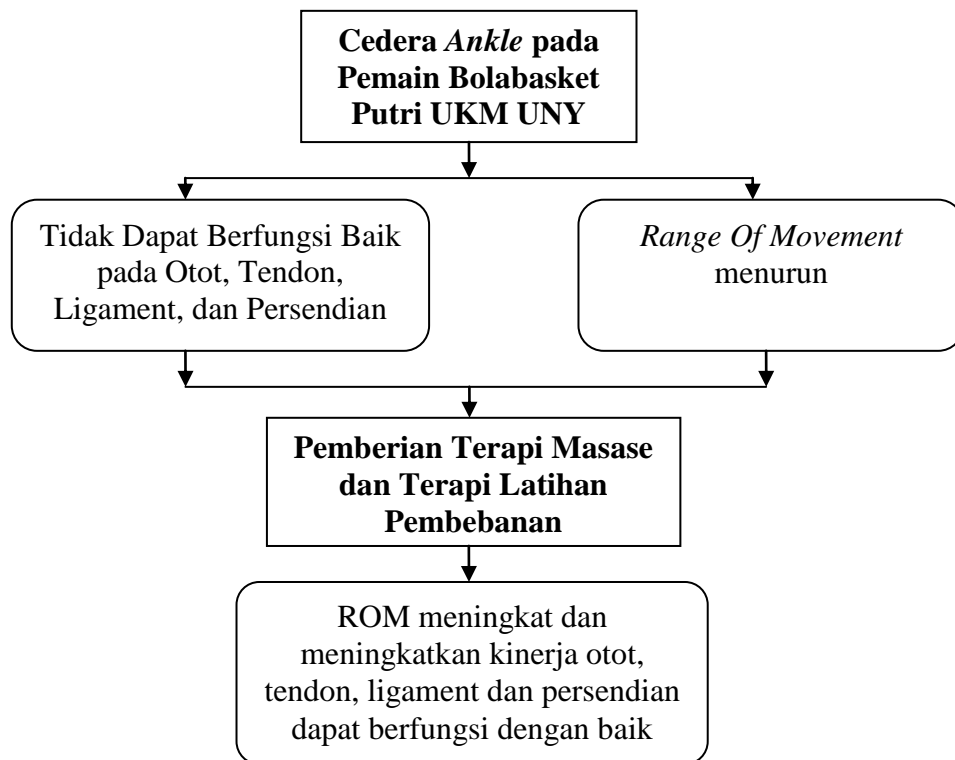 Cedera Ankle pada
Pemain Bolabasket
Putri UKM UNY
Tidak Dapat Berfungsi Baik
pada Otot, Tendon,
Ligament, dan Persendian
Range Of Movement
menurun
Pemberian Terapi Masase
dan Terapi Latihan
Pembebanan
ROM meningkat dan
meningkatkan kinerja otot,
tendon, ligament dan persendian
dapat berfungsi dengan baik